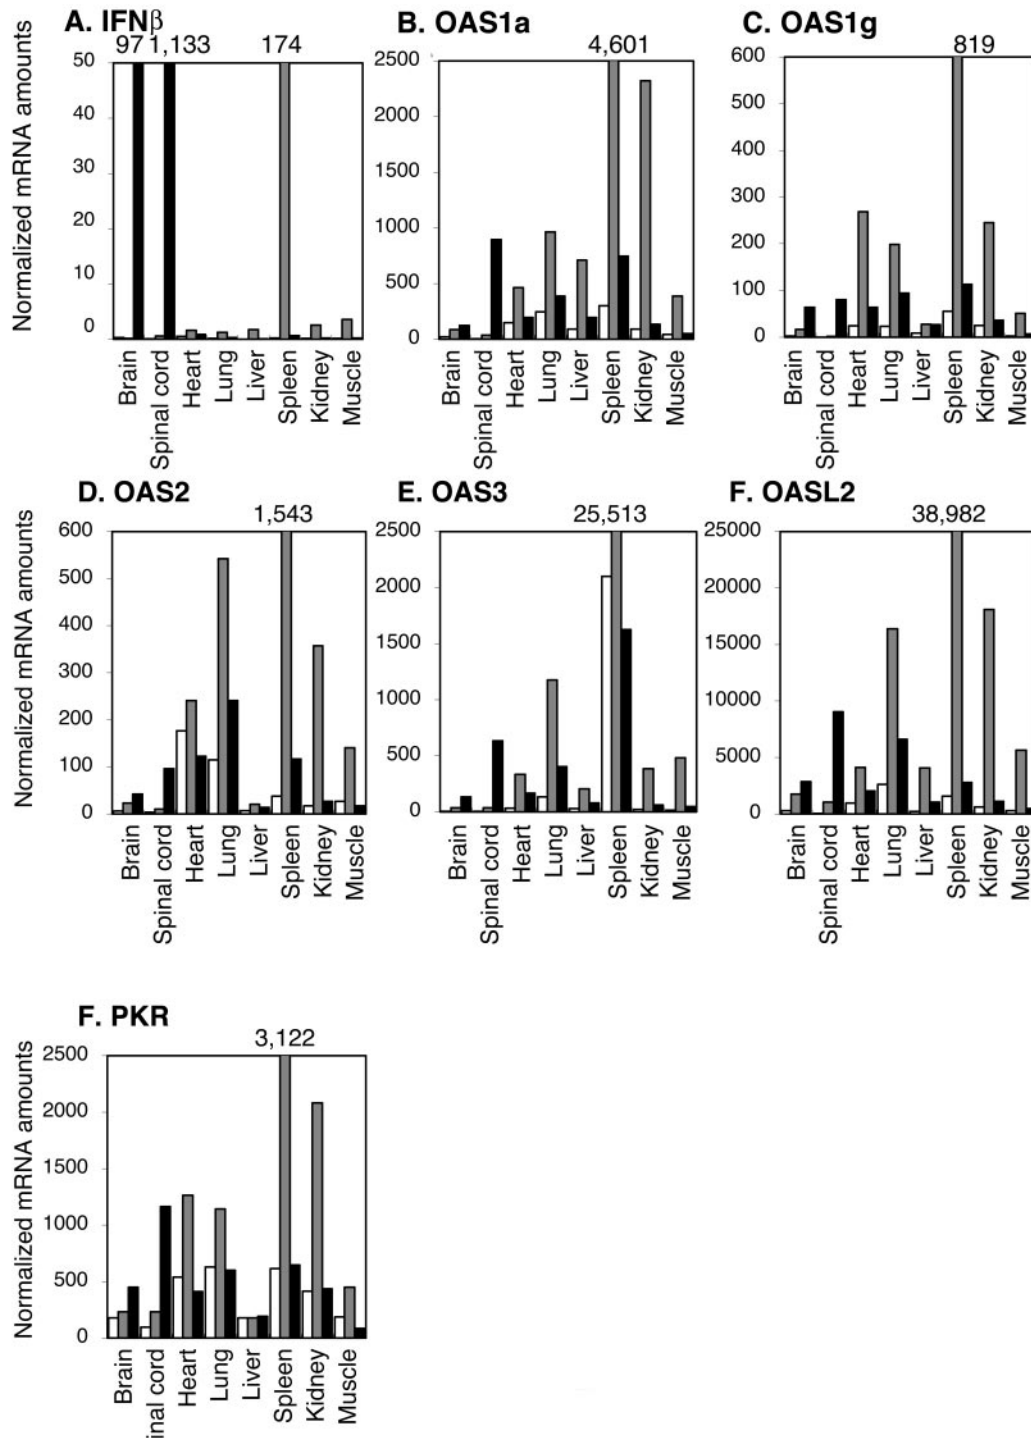 A. IFNβ
97 1,133 174
Normalized mRNA amounts
50
40
30
20
10
0
Brain
Spinal cord
Heart
Lung
Liver
Spleen
Kidney
Muscle
B. OAS1a
4,601
2500
2000
1500
1000
500
0
Brain
Spinal cord
Heart
Lung
Liver
Spleen
Kidney
Muscle
C. OAS1g
819
600
500
400
300
200
100
0
Brain
Spinal cord
Heart
Lung
Liver
Spleen
Kidney
Muscle
D. OAS2
1,543
Normalized mRNA amounts
600
500
400
300
200
100
0
Brain
Spinal cord
Heart
Lung
Liver
Spleen
Kidney
Muscle
E. OAS3
25,513
2500
2000
1500
1000
500
0
Brain
Spinal cord
Heart
Lung
Liver
Spleen
Kidney
Muscle
F. OASL2
38,982
25000
20000
15000
10000
5000
0
Brain
Spinal cord
Heart
Lung
Liver
Spleen
Kidney
Muscle
F. PKR
3,122
Normalized mRNA amounts
2500
2000
1500
1000
500
0
Brain
inal cord
Heart
Lung
Liver
Spleen
Kidney
Muscle